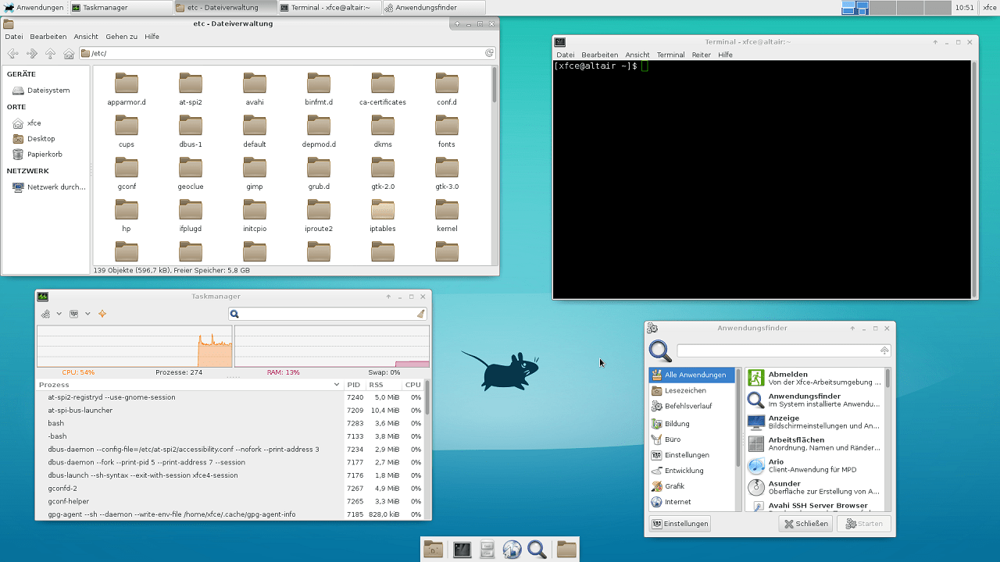 Anwendungen Taskmanager etc - Dateiverwaltung Terminal - xfce@altair:~ Anwendungsfinder 10:51 xfce
etc - Dateiverwaltung
Datei Bearbeiten Ansicht Gehen zu Hilfe
/etc/
GERÄTE
Dateisystem
ORTE
xfce
Desktop
Papierkorb
NETZWERK
Netzwerk durch...
apparmor.d at-spi2 avahi binfmt.d ca-certificates conf.d
cups dbus-1 default depmod.d dkms fonts
gconf geoclue gimp grub.d gtk-2.0 gtk-3.0
hp ifplugd initcpio iproute2 iptables kernel
139 Objekte (596,7 kB), Freier Speicher: 5,8 GB
Terminal - xfce@altair:~
Datei Bearbeiten Ansicht Terminal Reiter Hilfe
[xfce@altair ~]$
Taskmanager
CPU: 54% Prozesse: 274 RAM: 13% Swap: 0%
Prozess PID RSS CPU
at-spi2-registryd --use-gnome-session 7240 5,0 MiB 0%
at-spi-bus-launcher 7209 10,4 MiB 0%
bash 7283 3,6 MiB 0%
-bash 7133 3,8 MiB 0%
dbus-daemon --config-file=/etc/at-spi2/accessibility.conf --nofork --print-address 3 7234 2,9 MiB 0%
dbus-daemon --fork --print-pid 5 --print-address 7 --session 7177 2,7 MiB 0%
dbus-launch --sh-syntax --exit-with-session xfce4-session 7176 1,8 MiB 0%
gconfd-2 7267 4,9 MiB 0%
gconf-helper 7265 3,3 MiB 0%
gpg-agent --sh --daemon --write-env-file /home/xfce/.cache/gpg-agent-info 7185 828,0 kiB 0%
Anwendungsfinder
Alle Anwendungen
Lesezeichen
Befehlsverlauf
Bildung
Büro
Einstellungen
Entwicklung
Grafik
Internet
Abmelden
Von der Xfce-Arbeitsumgebung ...
Anwendungsfinder
Im System installierte Anwendu...
Anzeige
Bildschirmeinstellungen und An...
Arbeitsflächen
Anordnung, Namen und Ränder...
Ario
Client-Anwendung für MPD
Asunder
Oberfläche zur Erstellung von A...
Avahi SSH Server Browser
Einstellungen Schließen Starten